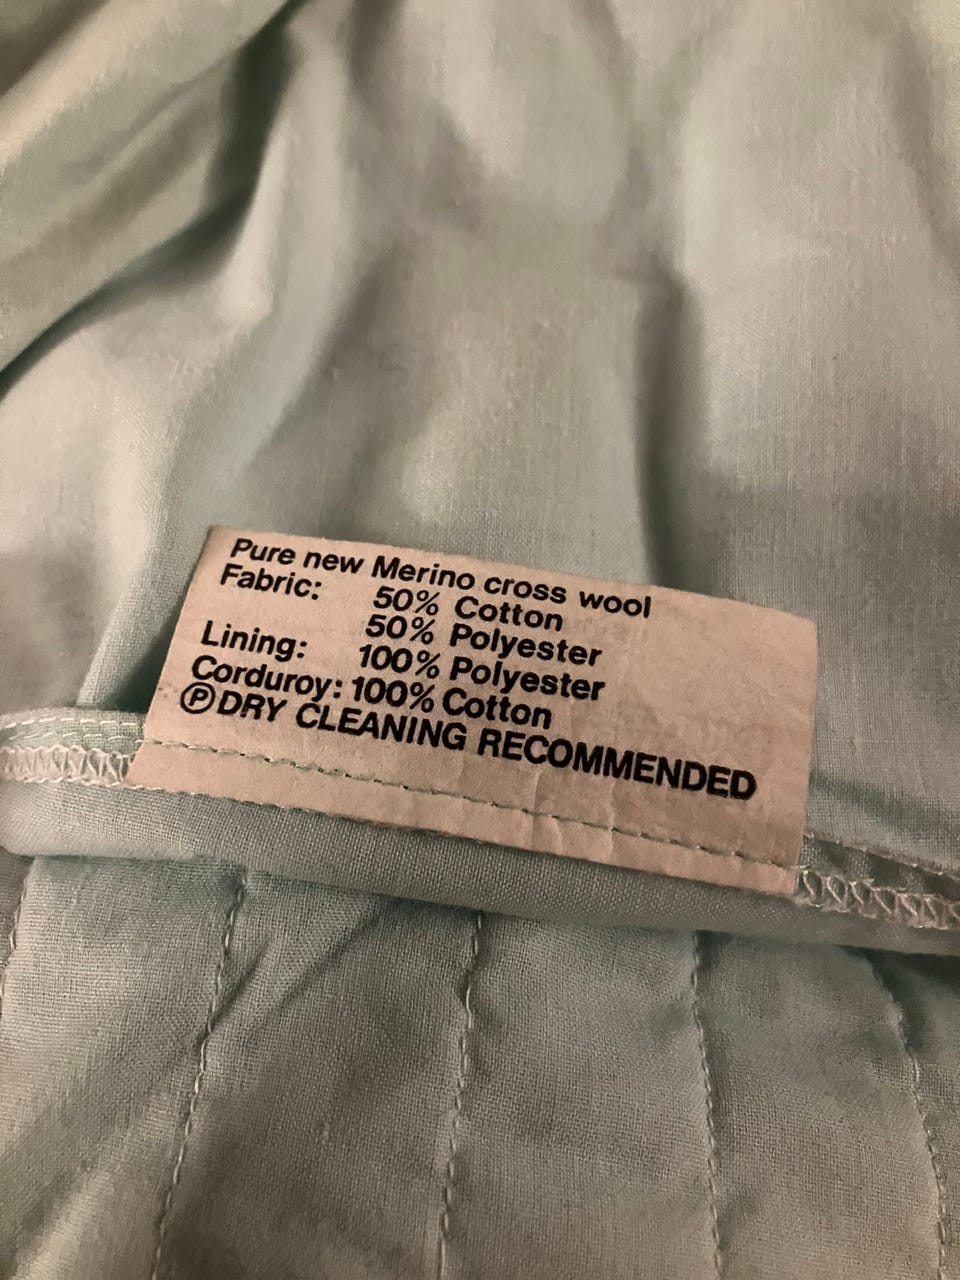 Pure new Merino cross wool
Fabric: 50% Cotton
50% Polyester
Lining: 100% Polyester
Corduroy: 100% Cotton
Ⓟ DRY CLEANING RECOMMENDED